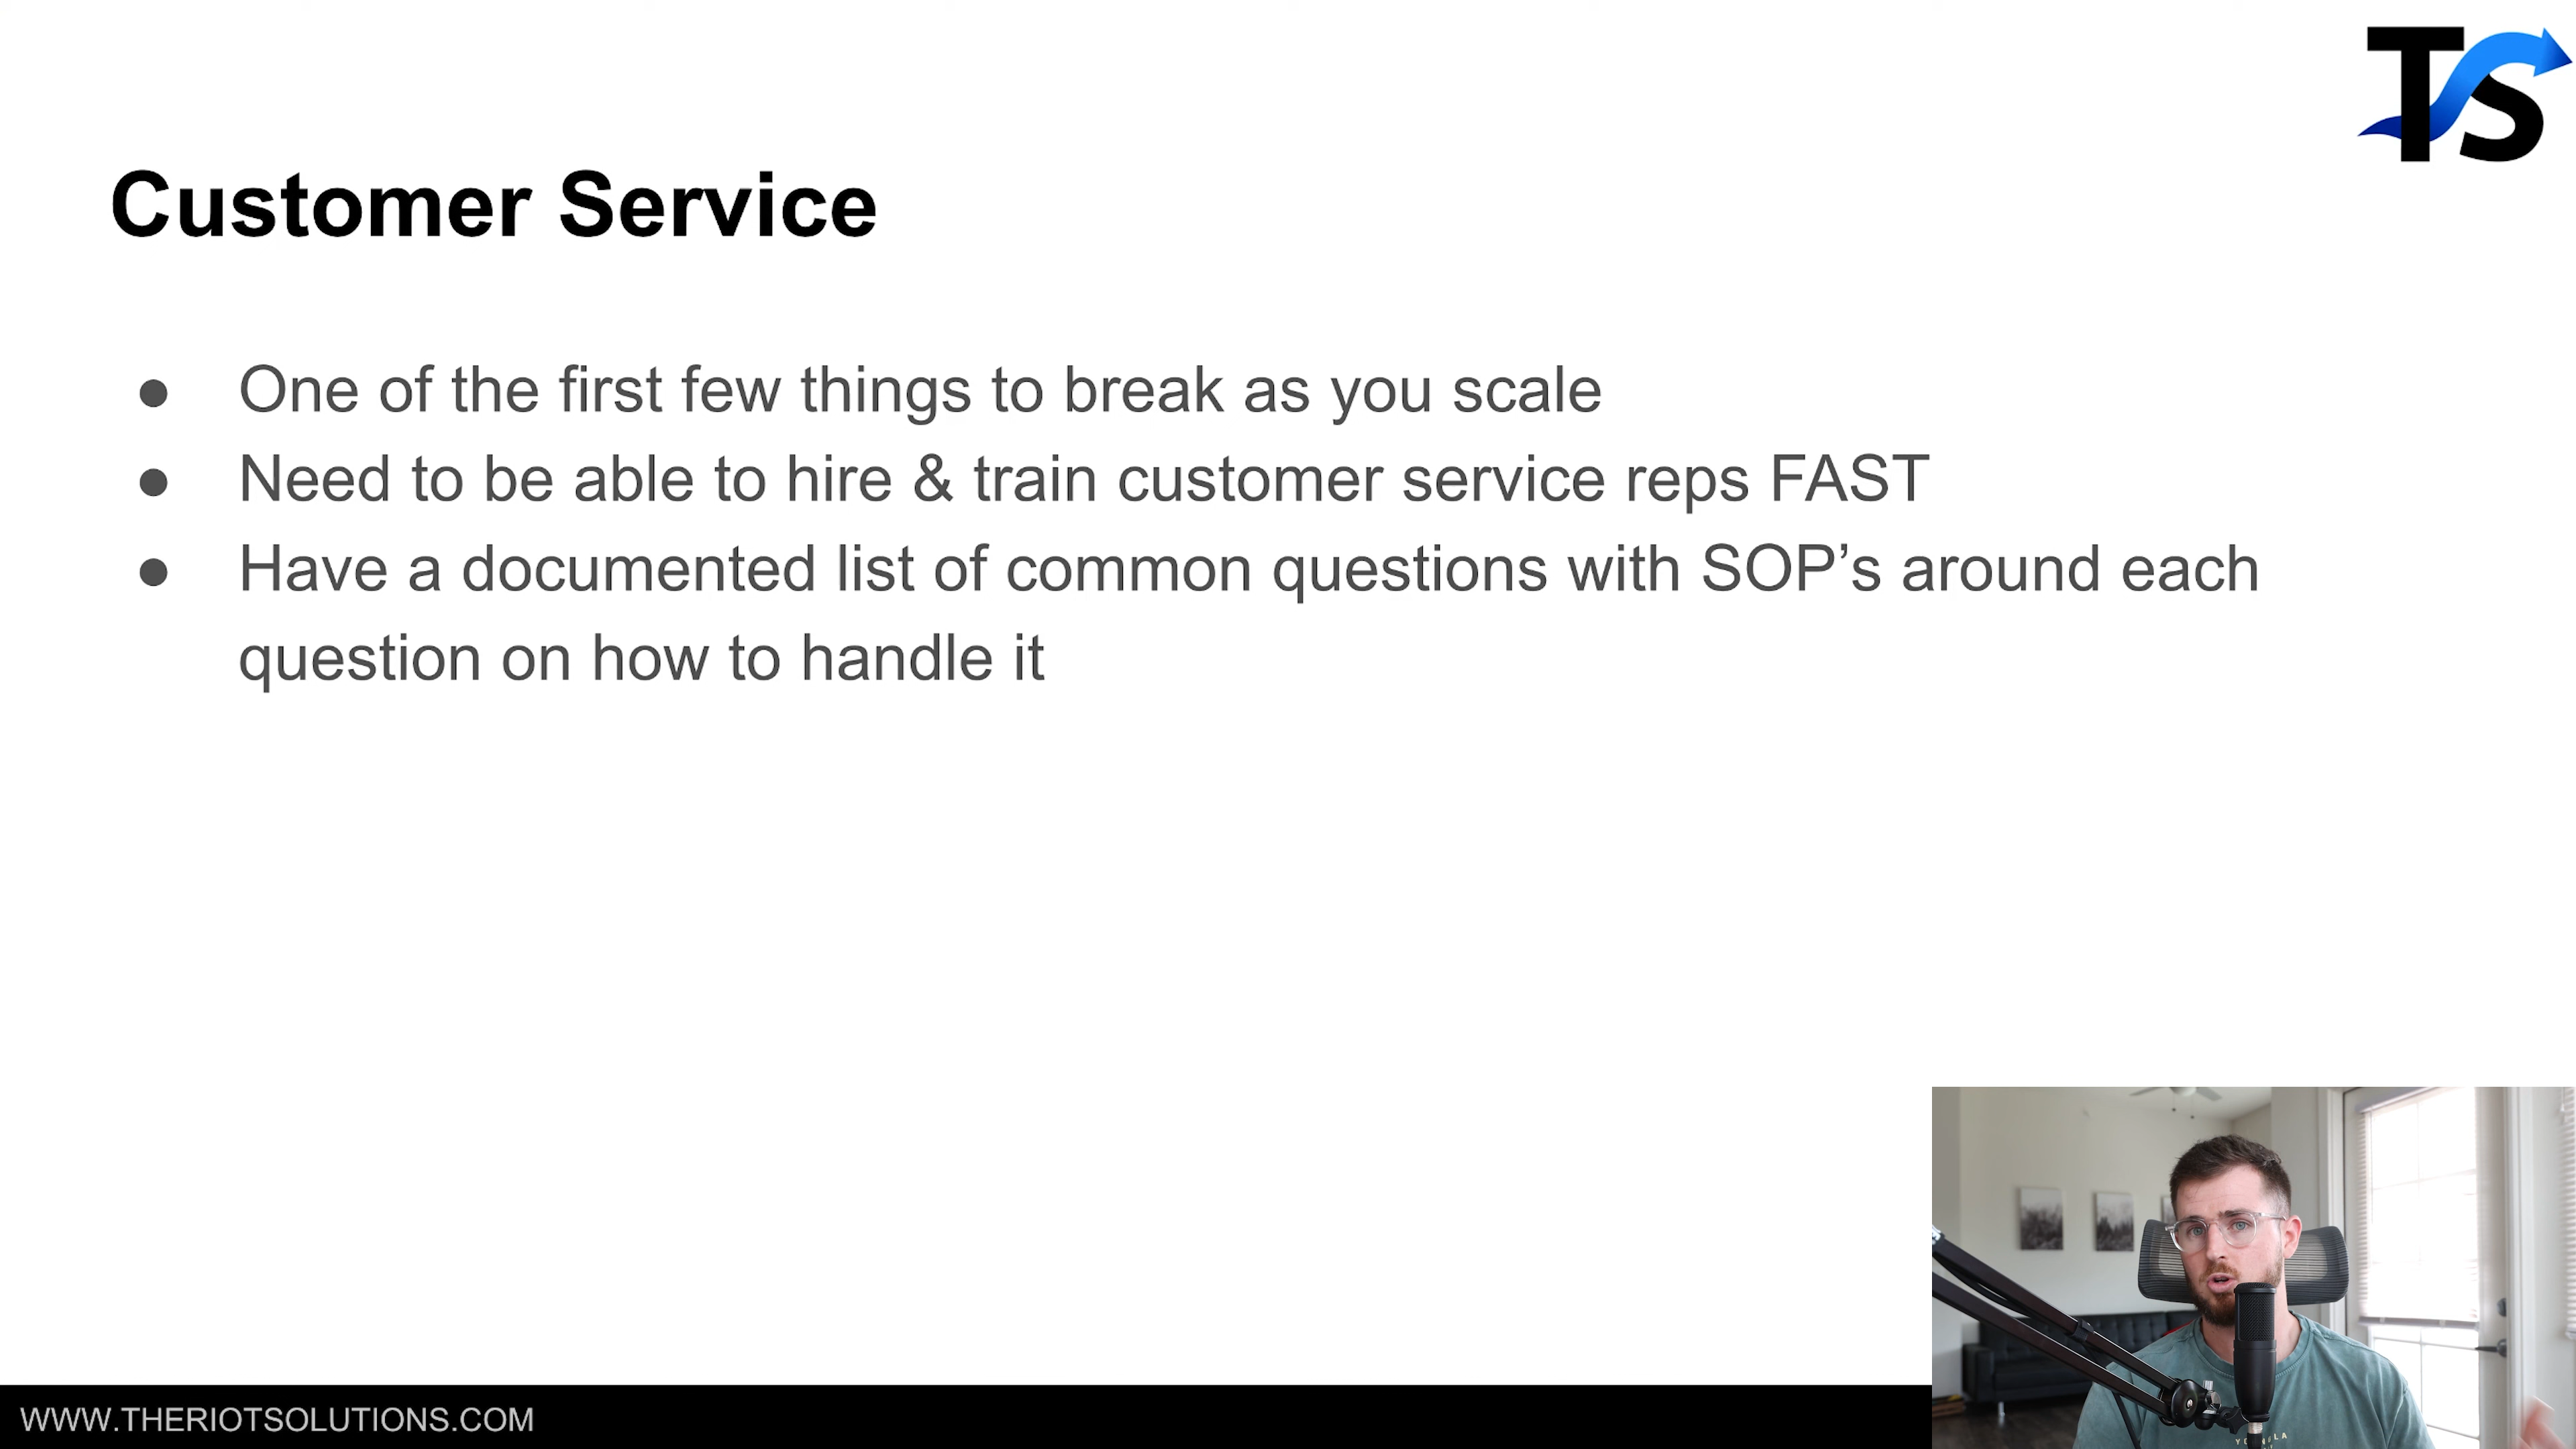 TS
Customer Service
● One of the first few things to break as you scale
● Need to be able to hire & train customer service reps FAST
● Have a documented list of common questions with SOP’s around each
question on how to handle it
WWW.THERIOTSOLUTIONS.COM